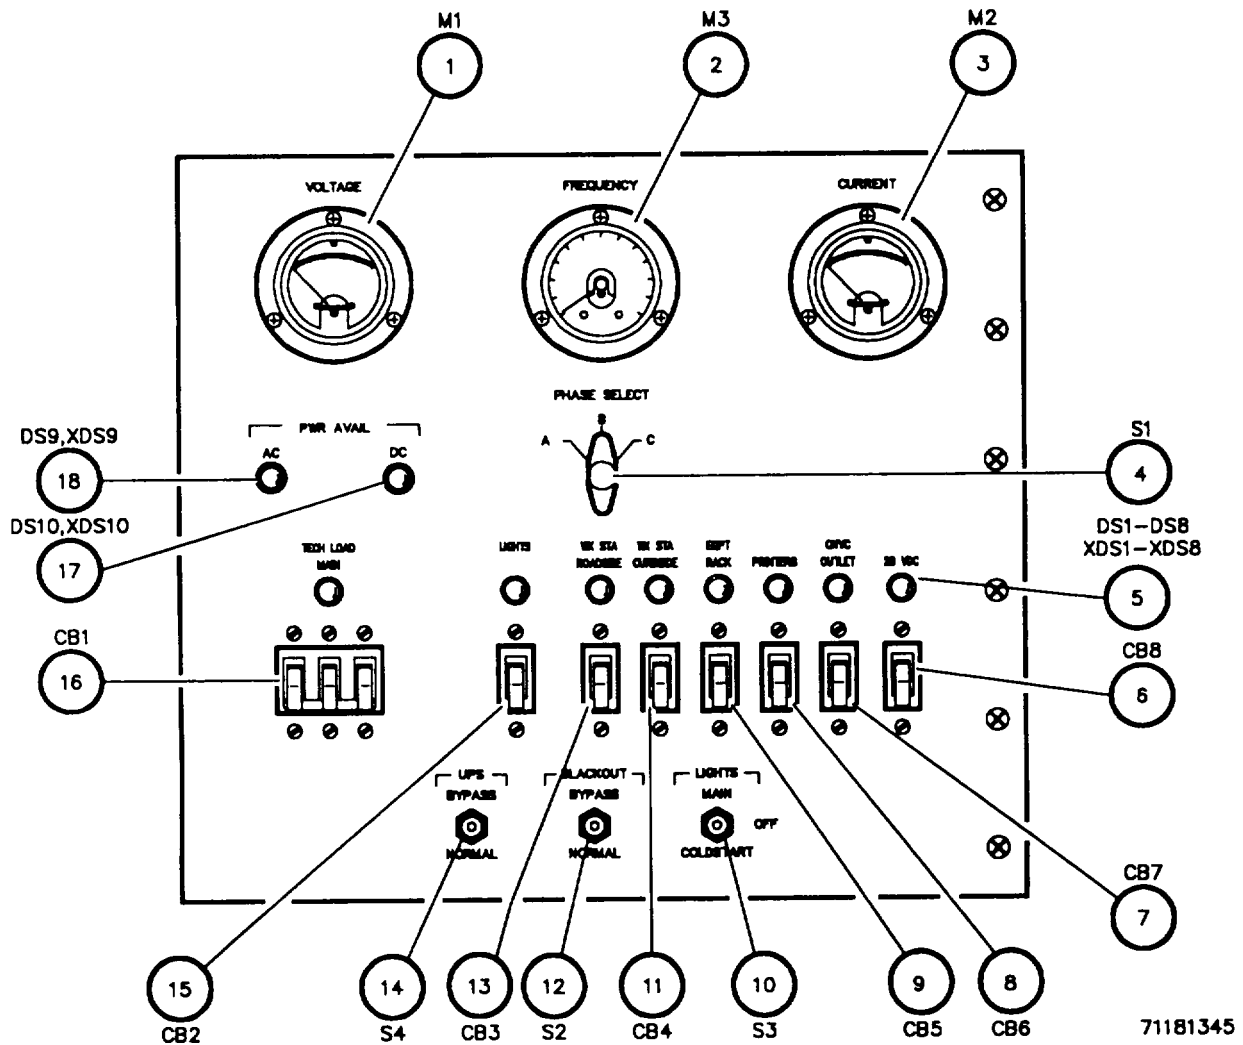 M1
M3
M2
1
2
3
VOLTAGE
FREQUENCY
CURRENT
PHASE SELECT
B
A
C
PWR AVAIL
AC
DC
DS9,XDS9
18
S1
4
DS10,XDS10
17
DS1-DS8
XDS1-XDS8
5
TECH LOAD
MAIN
LIGHTS
WK STA
ROADSIDE
WK STA
CURBSIDE
EQPT
RACK
PRINTERS
OUTLET
28 VDC
CB1
16
CB8
6
UPS
BYPASS
NORMAL
BLACKOUT
BYPASS
NORMAL
LIGHTS
MAIN
OFF
COLDSTART
CB7
7
15
14
13
12
11
10
9
8
CB2
S4
CB3
S2
CB4
S3
CB5
CB6
71181345